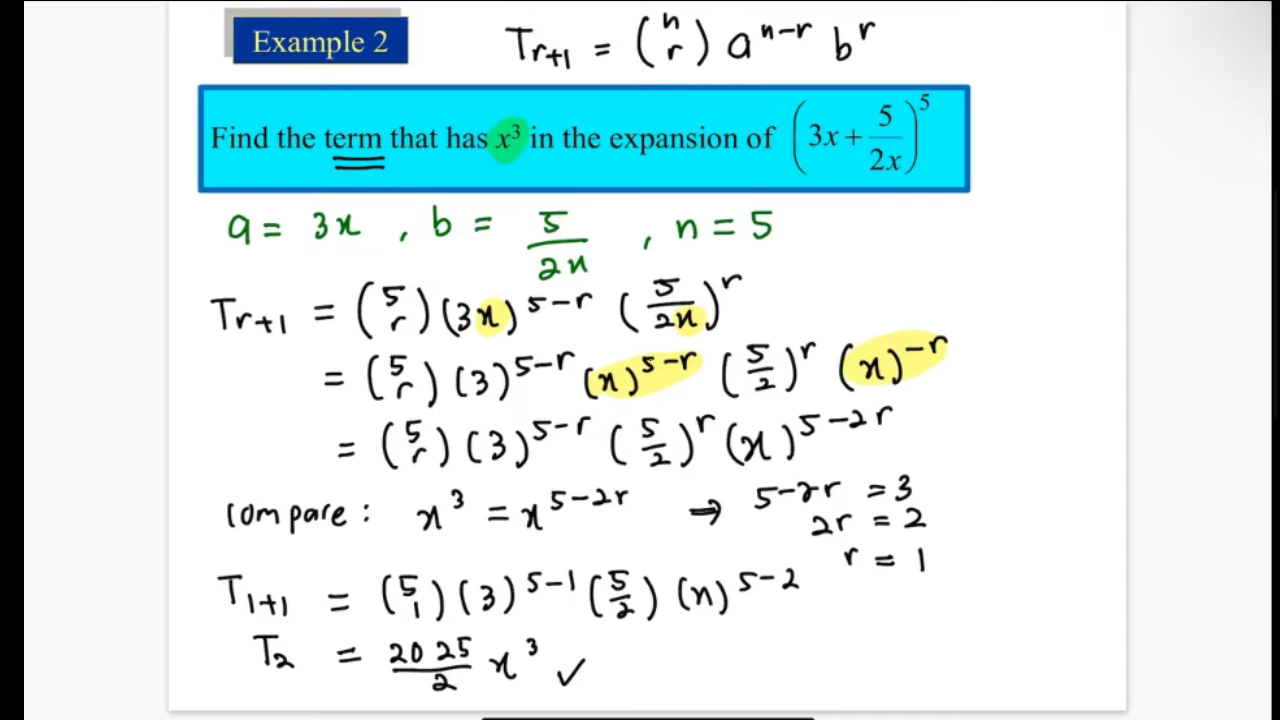 Example 2
Tr+1 = (n r) a^n-r b^r
Find the term that has x³ in the expansion of (3x + 5/2x)^5
a = 3x , b = 5/2x , n = 5
Tr+1 = (5 r) (3x)^5-r (5/2x)^r
= (5 r) (3)^5-r (x)^5-r (5/2)^r (x)^-r
= (5 r) (3)^5-r (5/2)^r (x)^5-2r
compare : x³ = x^5-2r ⇒ 5-2r = 3
2r = 2
r = 1
T1+1 = (5 1) (3)^5-1 (5/2) (x)^5-2
T2 = 2025/2 x³ ✓